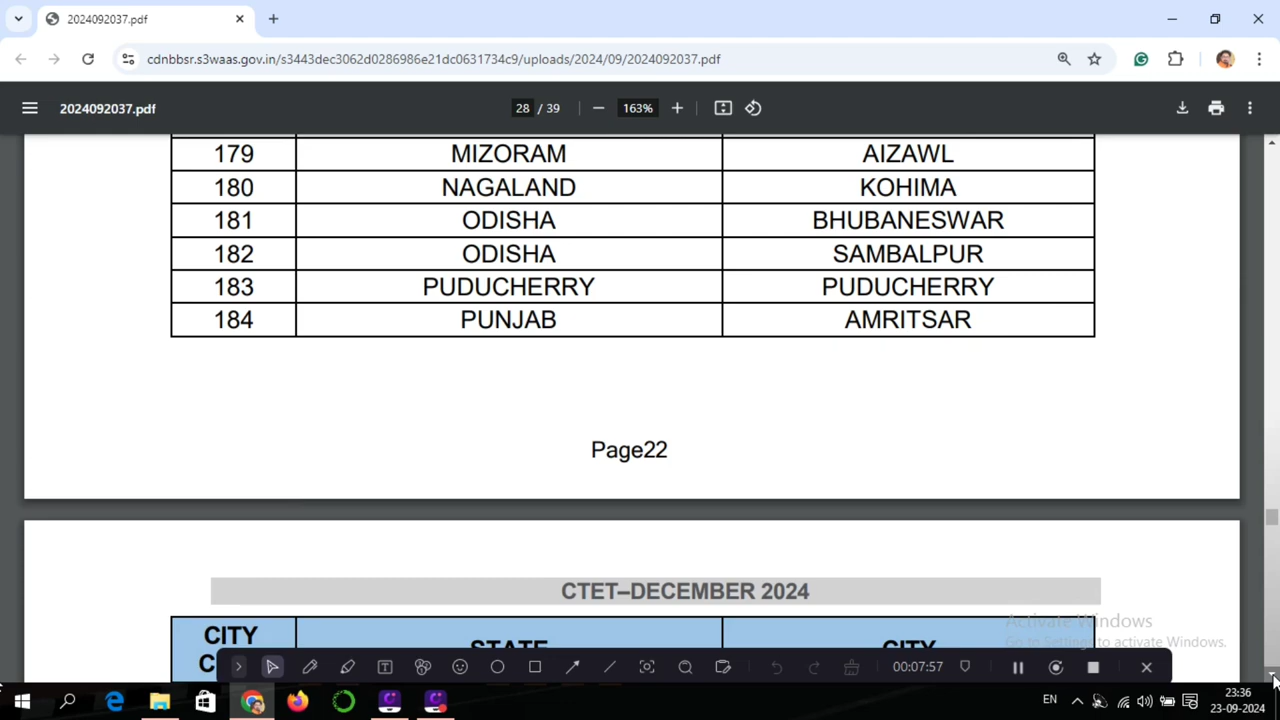 2024092037.pdf
cdnbbsr.s3waas.gov.in/s3443dec3062d0286986e21dc0631734c9/uploads/2024/09/2024092037.pdf
2024092037.pdf
28 / 39
163%
179 MIZORAM AIZAWL
180 NAGALAND KOHIMA
181 ODISHA BHUBANESWAR
182 ODISHA SAMBALPUR
183 PUDUCHERRY PUDUCHERRY
184 PUNJAB AMRITSAR
Page22
CTET–DECEMBER 2024
CITY STATE CITY
Activate Windows
Go to Settings to activate Windows.
00:07:57
EN
23:36
23-09-2024